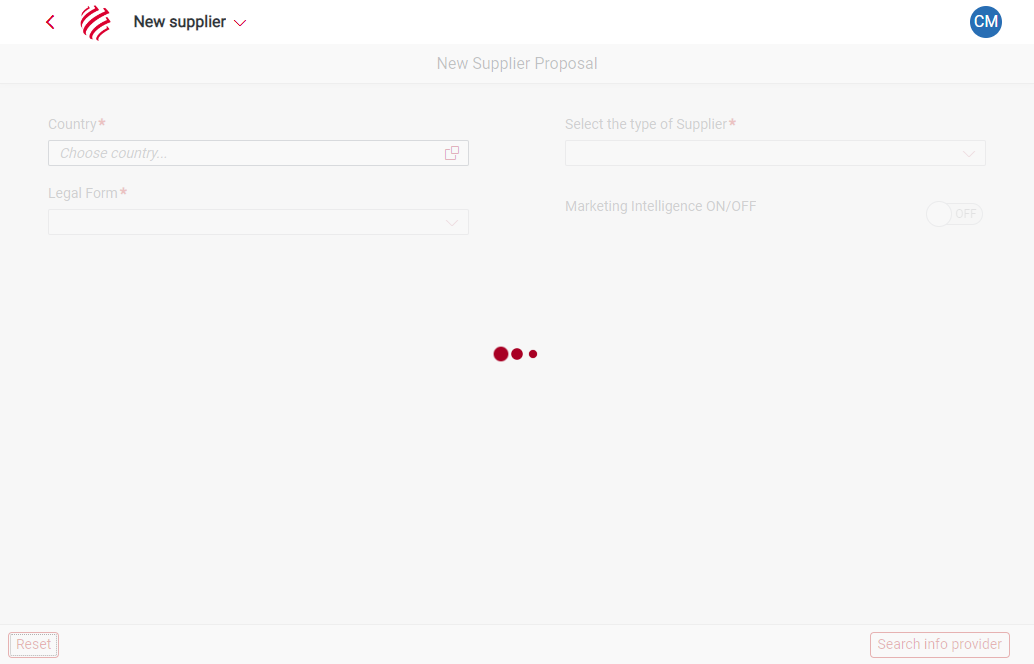 New supplier
CM
New Supplier Proposal
Country*
Select the type of Supplier*
Choose country...
Legal Form*
Marketing Intelligence ON/OFF
OFF
Reset
Search info provider